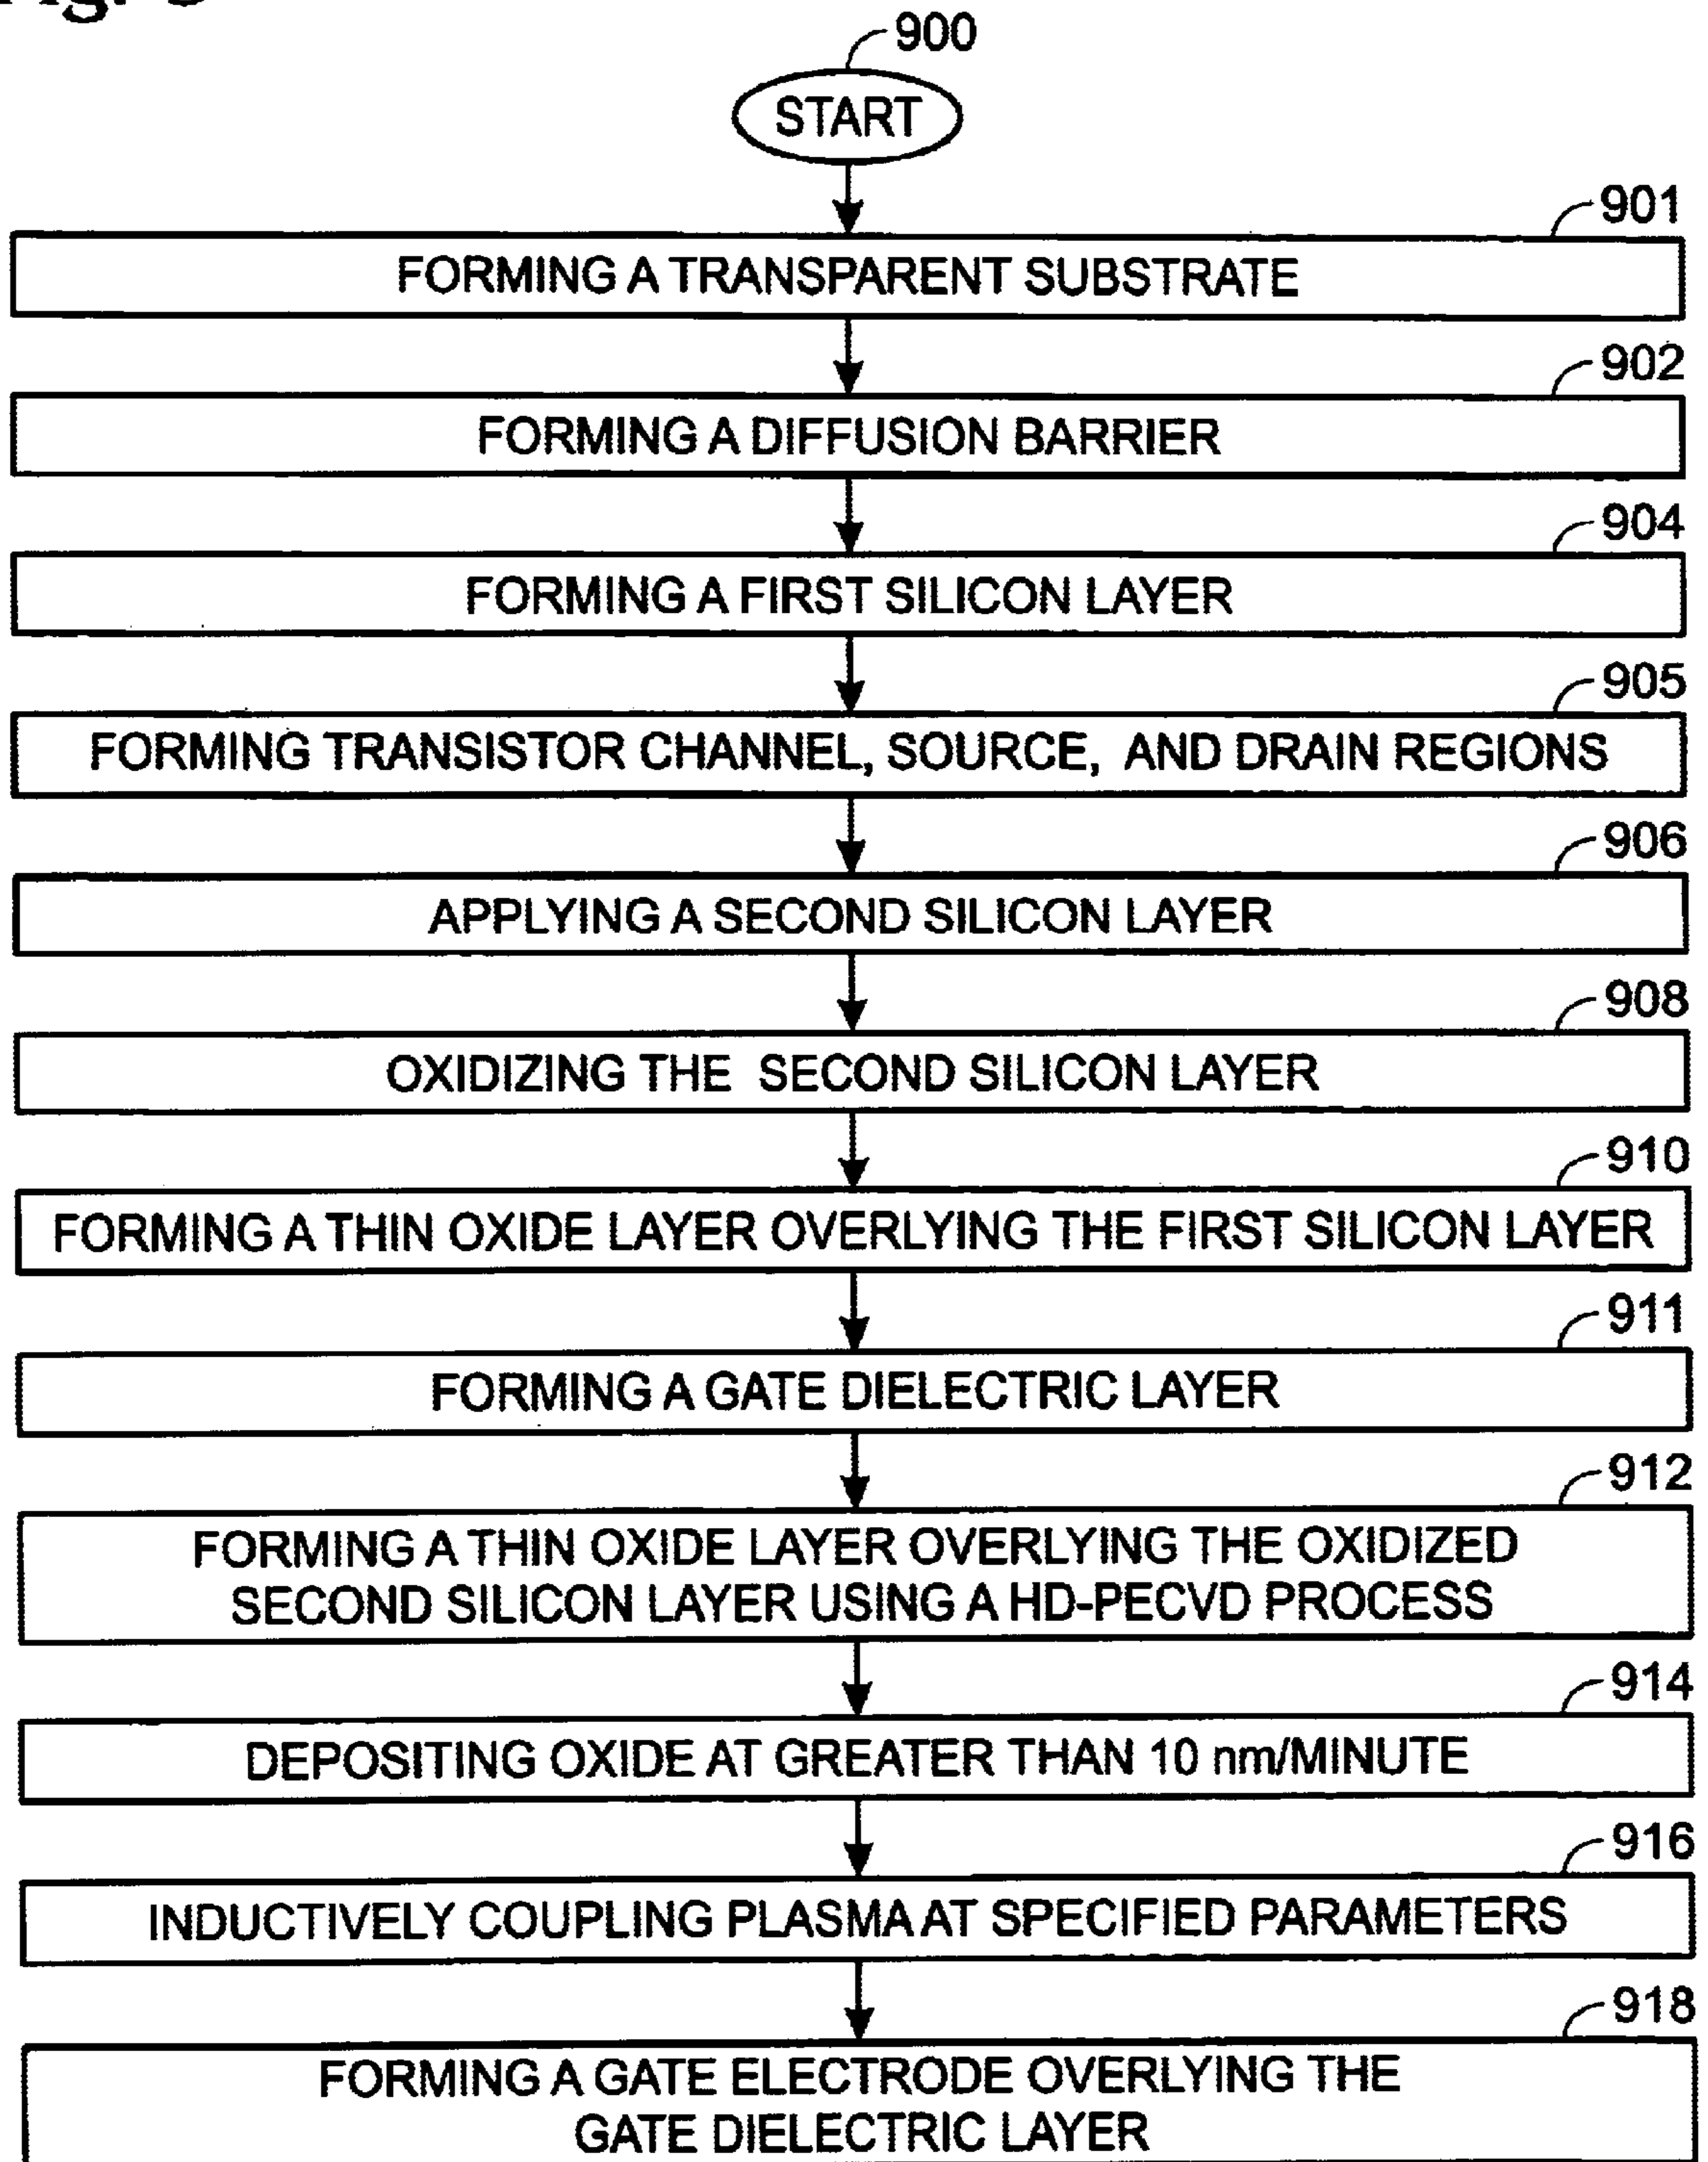 Fig.
900
START
901
FORMING A TRANSPARENT SUBSTRATE
902
FORMING A DIFFUSION BARRIER
904
FORMING A FIRST SILICON LAYER
905
FORMING TRANSISTOR CHANNEL, SOURCE, AND DRAIN REGIONS
906
APPLYING A SECOND SILICON LAYER
908
OXIDIZING THE SECOND SILICON LAYER
910
FORMING A THIN OXIDE LAYER OVERLYING THE FIRST SILICON LAYER
911
FORMING A GATE DIELECTRIC LAYER
912
FORMING A THIN OXIDE LAYER OVERLYING THE OXIDIZED
SECOND SILICON LAYER USING A HD-PECVD PROCESS
914
DEPOSITING OXIDE AT GREATER THAN 10 nm/MINUTE
916
INDUCTIVELY COUPLING PLASMA AT SPECIFIED PARAMETERS
918
FORMING A GATE ELECTRODE OVERLYING THE
GATE DIELECTRIC LAYER